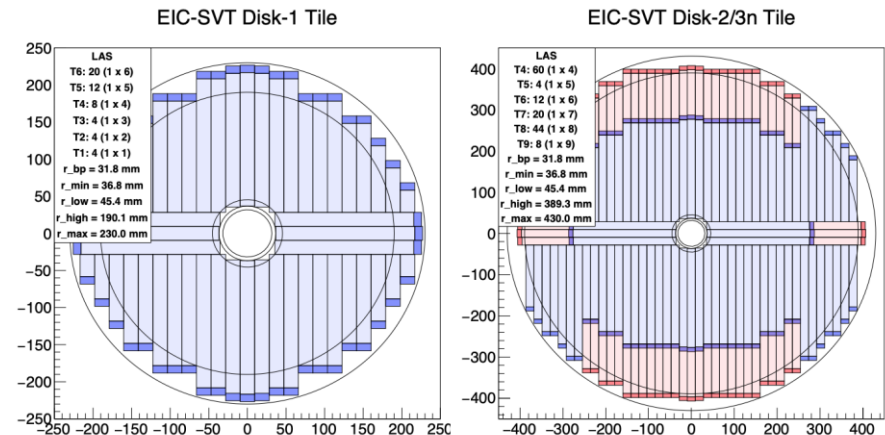 EIC-SVT Disk-1 Tile
250
200
150
100
50
0
−50
−100
−150
−200
−250
LAS
T6: 20 (1 x 6)
T5: 12 (1 x 5)
T4: 8 (1 x 4)
T3: 4 (1 x 3)
T2: 4 (1 x 2)
T1: 4 (1 x 1)
r_bp = 31.8 mm
r_min = 36.8 mm
r_low = 45.4 mm
r_high = 190.1 mm
r_max = 230.0 mm
−250 −200 −150 −100 −50 0 50 100 150 200 250
EIC-SVT Disk-2/3n Tile
400
300
200
100
0
−100
−200
−300
−400
LAS
T4: 60 (1 x 4)
T5: 4 (1 x 5)
T6: 12 (1 x 6)
T7: 20 (1 x 7)
T8: 44 (1 x 8)
T9: 8 (1 x 9)
r_bp = 31.8 mm
r_min = 36.8 mm
r_low = 45.4 mm
r_high = 389.3 mm
r_max = 430.0 mm
−400 −300 −200 −100 0 100 200 300 400